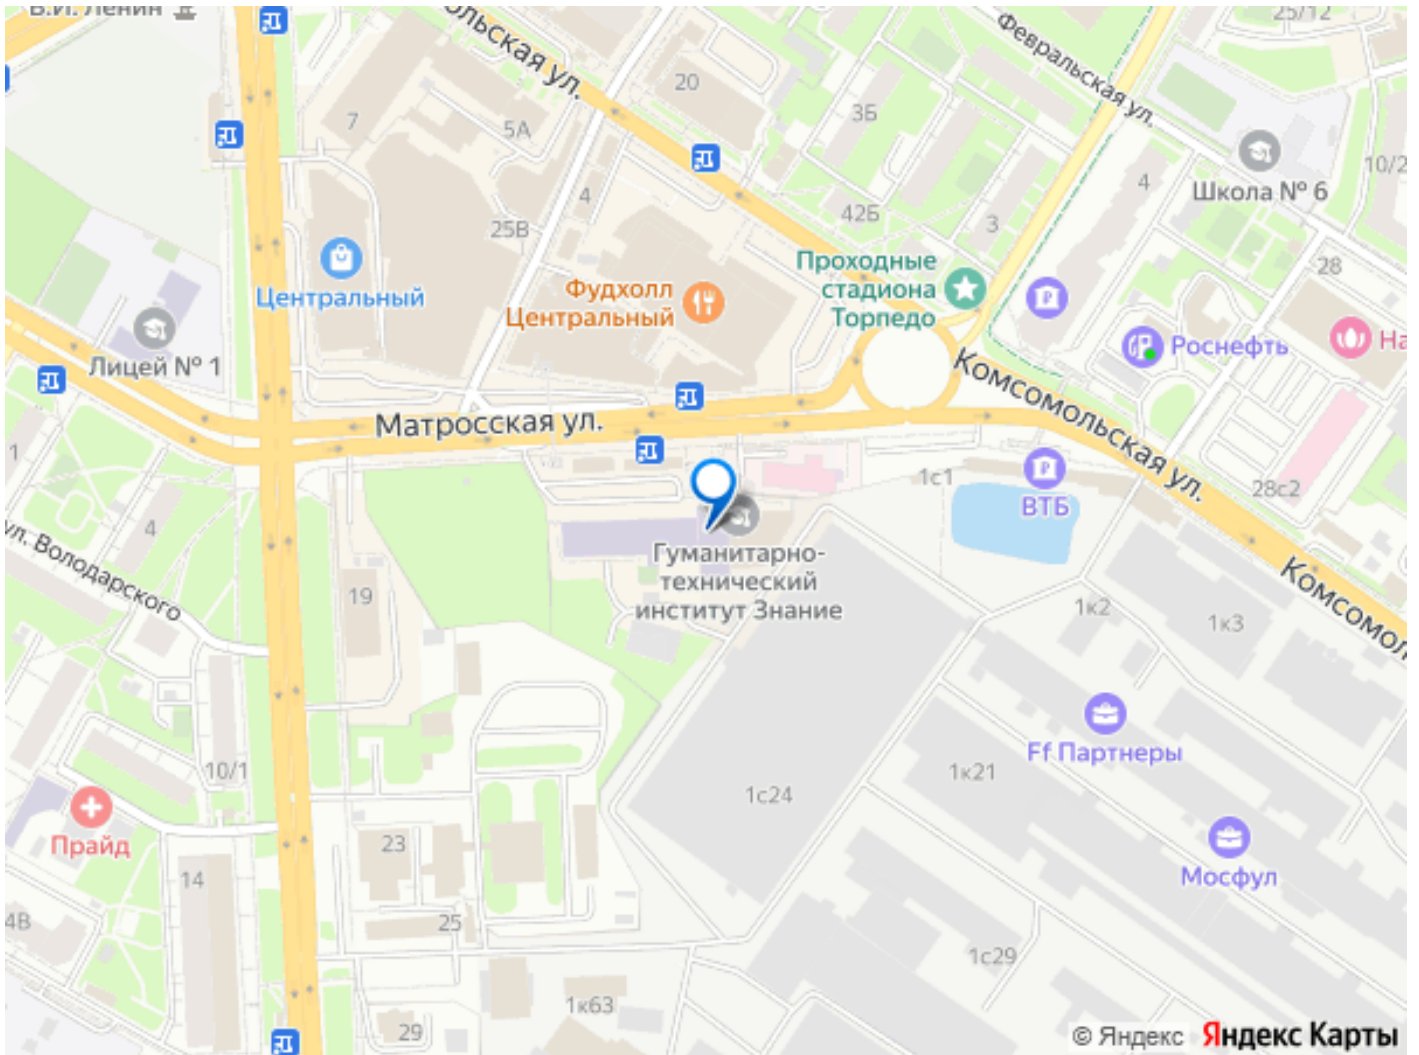 В.И. Ленин
Комсомольская ул.
Февральская ул.
25/12
20
3Б
7
5А
4
Школа № 6
10/2
4
25В
42Б
3
Проходные
стадиона
Торпедо
28
Центральный
Фудхолл
Центральный
Лицей № 1
Роснефть
На
Матросская ул.
Комсомольская ул.
1
1с1
ВТБ
28с2
4
ул. Володарского
Гуманитарно-
технический
институт Знание
19
1к2
1к3
Комсомол
Ff Партнеры
10/1
1к21
1с24
Прайд
23
Мосфул
14
4В
25
1с29
1к63
29
© Яндекс Яндекс Карты